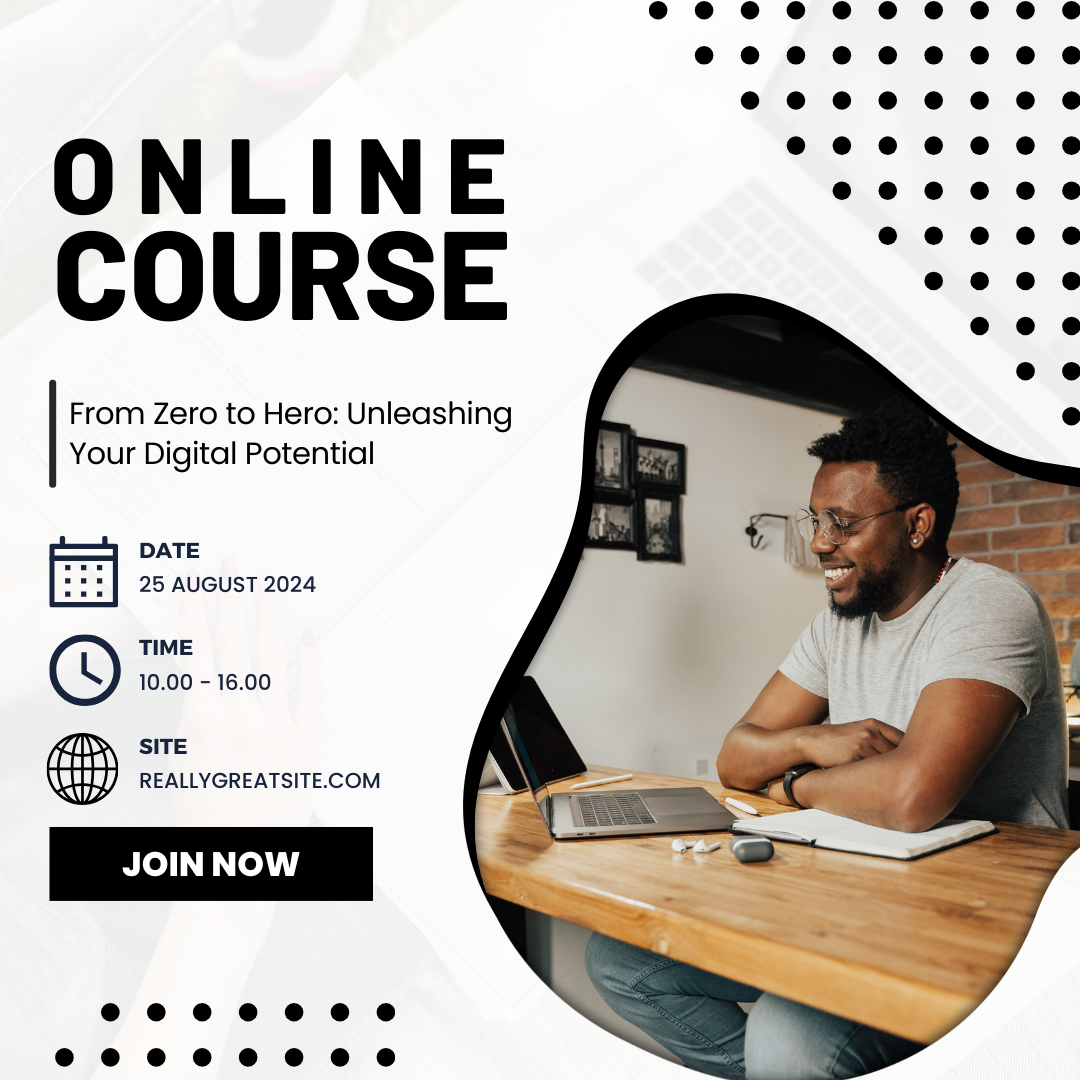 ONLINE
COURSE
From Zero to Hero: Unleashing
Your Digital Potential
DATE
25 AUGUST 2024
TIME
10.00 - 16.00
SITE
REALLYGREATSITE.COM
JOIN NOW